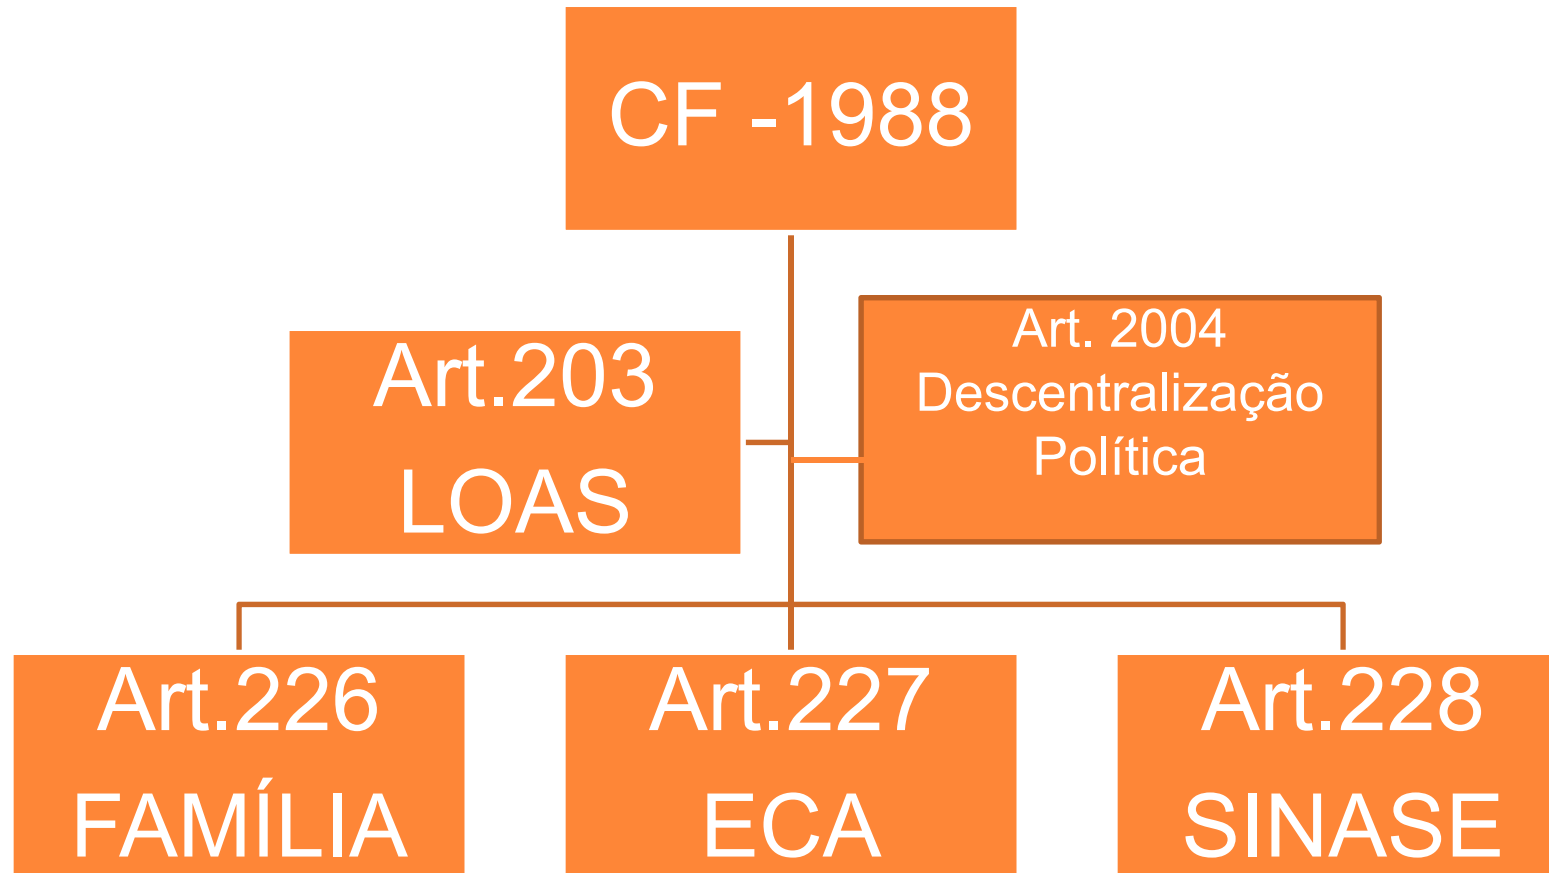 CF -1988
Art.203
LOAS
Art. 2004
Descentralização
Política
Art.226
FAMÍLIA
Art.227
ECA
Art.228
SINASE